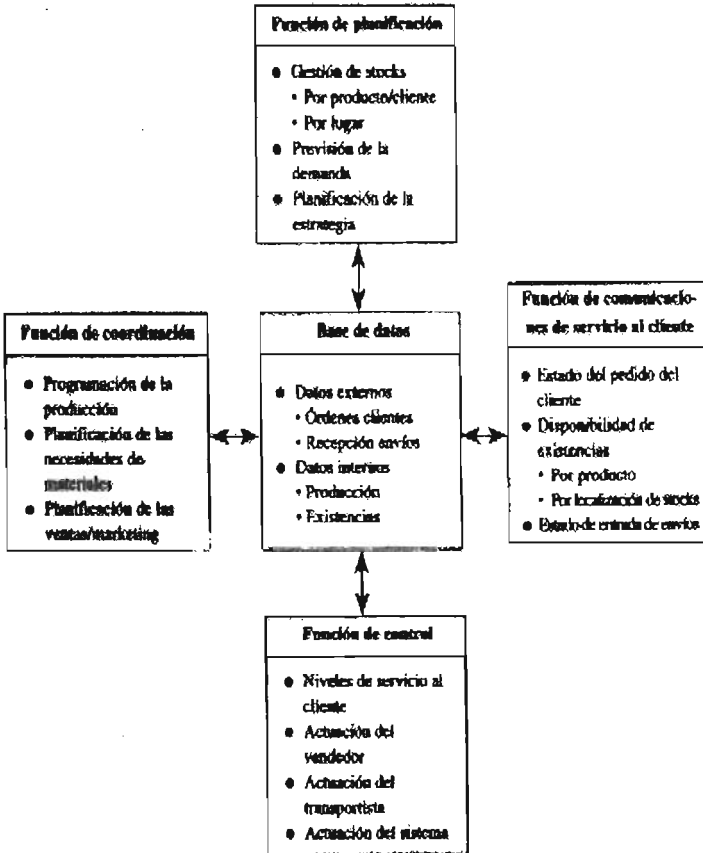 Función de planificación
● Gestión de stocks
• Por producto/cliente
• Por lugar
● Previsión de la
demanda
● Planificación de la
estrategia
Función de coordinación
● Programación de la
producción
● Planificación de las
necesidades de
materiales
● Planificación de las
ventas/marketing
Base de datos
● Datos externos
• Órdenes clientes
• Recepción envíos
● Datos internos
• Producción
• Existencias
Función de comunicacio-
nes de servicio al cliente
● Estado del pedido del
cliente
● Disponibilidad de
existencias
• Por producto
• Por localización de stocks
● Estado de entrada de envíos
Función de control
● Niveles de servicio al
cliente
● Actuación del
vendedor
● Actuación del
transportista
● Actuación del sistema